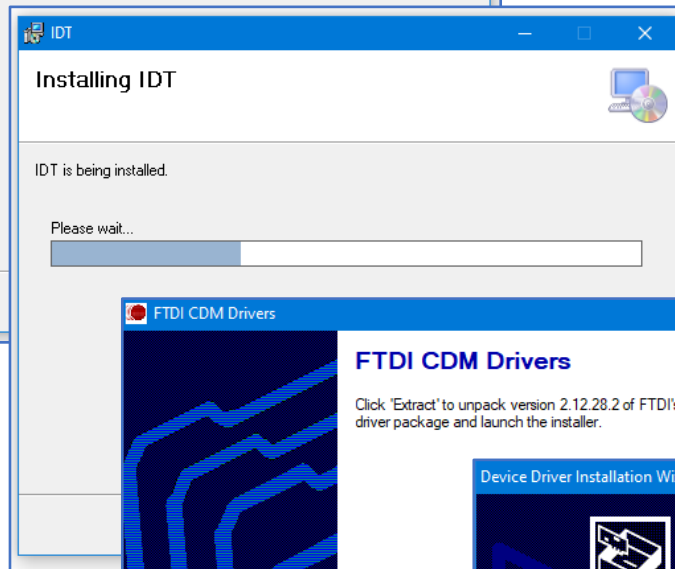 IDT
Installing IDT
IDT is being installed.
Please wait...
FTDI CDM Drivers
FTDI CDM Drivers
Click 'Extract' to unpack version 2.12.28.2 of FTDI's
driver package and launch the installer.
Device Driver Installation Wi